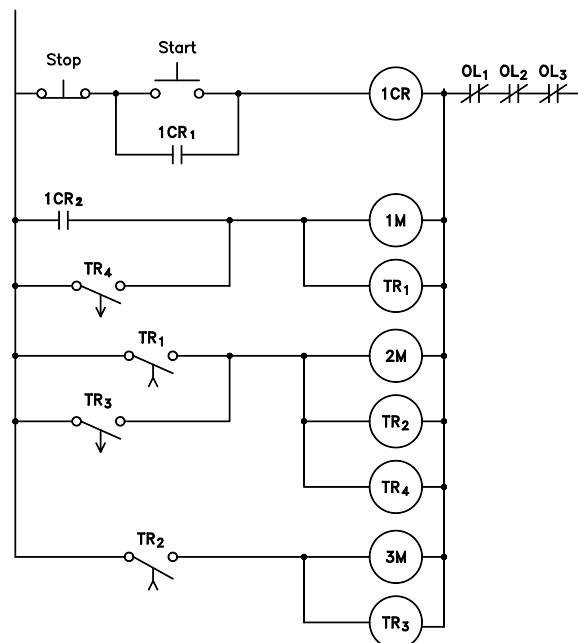 Stop
Start
OL₁ OL₂ OL₃
1CR
1CR₁
1CR₂
1M
TR₄
TR₁
TR₁
2M
TR₃
TR₂
TR₄
TR₂
3M
TR₃